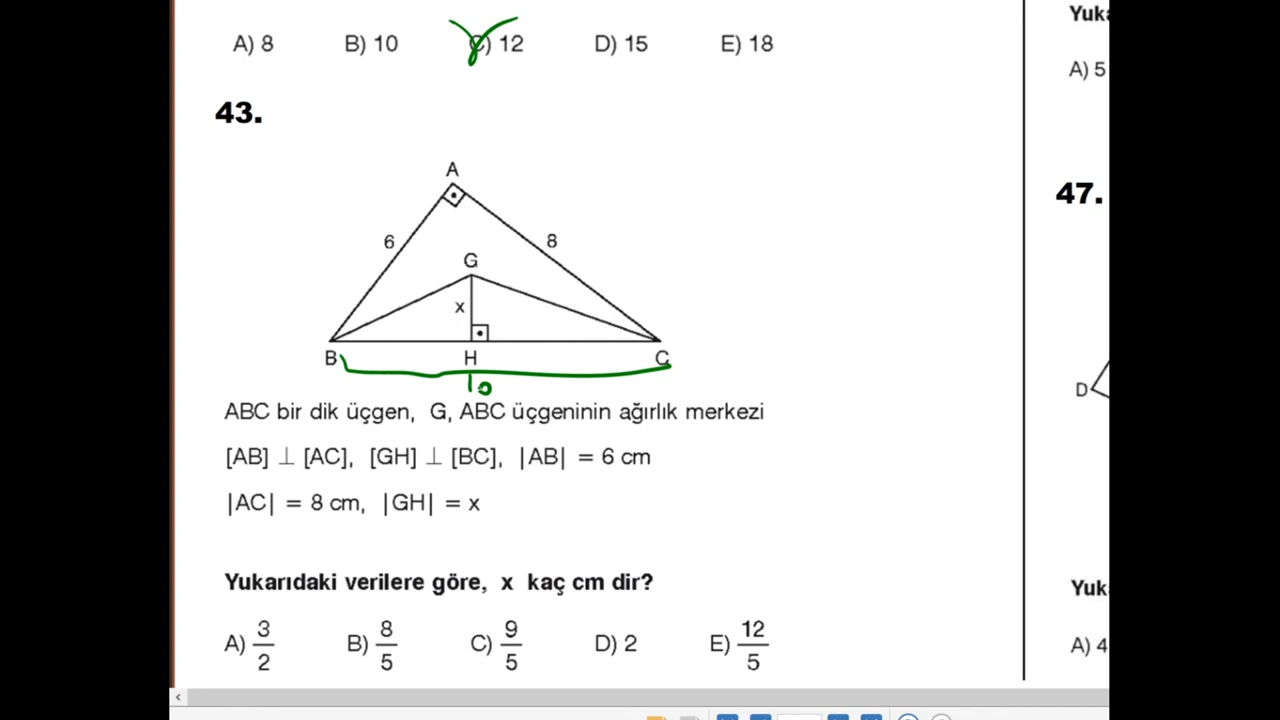 A) 8 B) 10 C) 12 D) 15 E) 18
43.
A
6
8
G
x
B H C
10
ABC bir dik üçgen, G, ABC üçgeninin ağırlık merkezi
[AB] ⊥ [AC], [GH] ⊥ [BC], |AB| = 6 cm
|AC| = 8 cm, |GH| = x
Yukarıdaki verilere göre, x kaç cm dir?
A) 3/2 B) 8/5 C) 9/5 D) 2 E) 12/5
A) 5
47.
D
A) 4